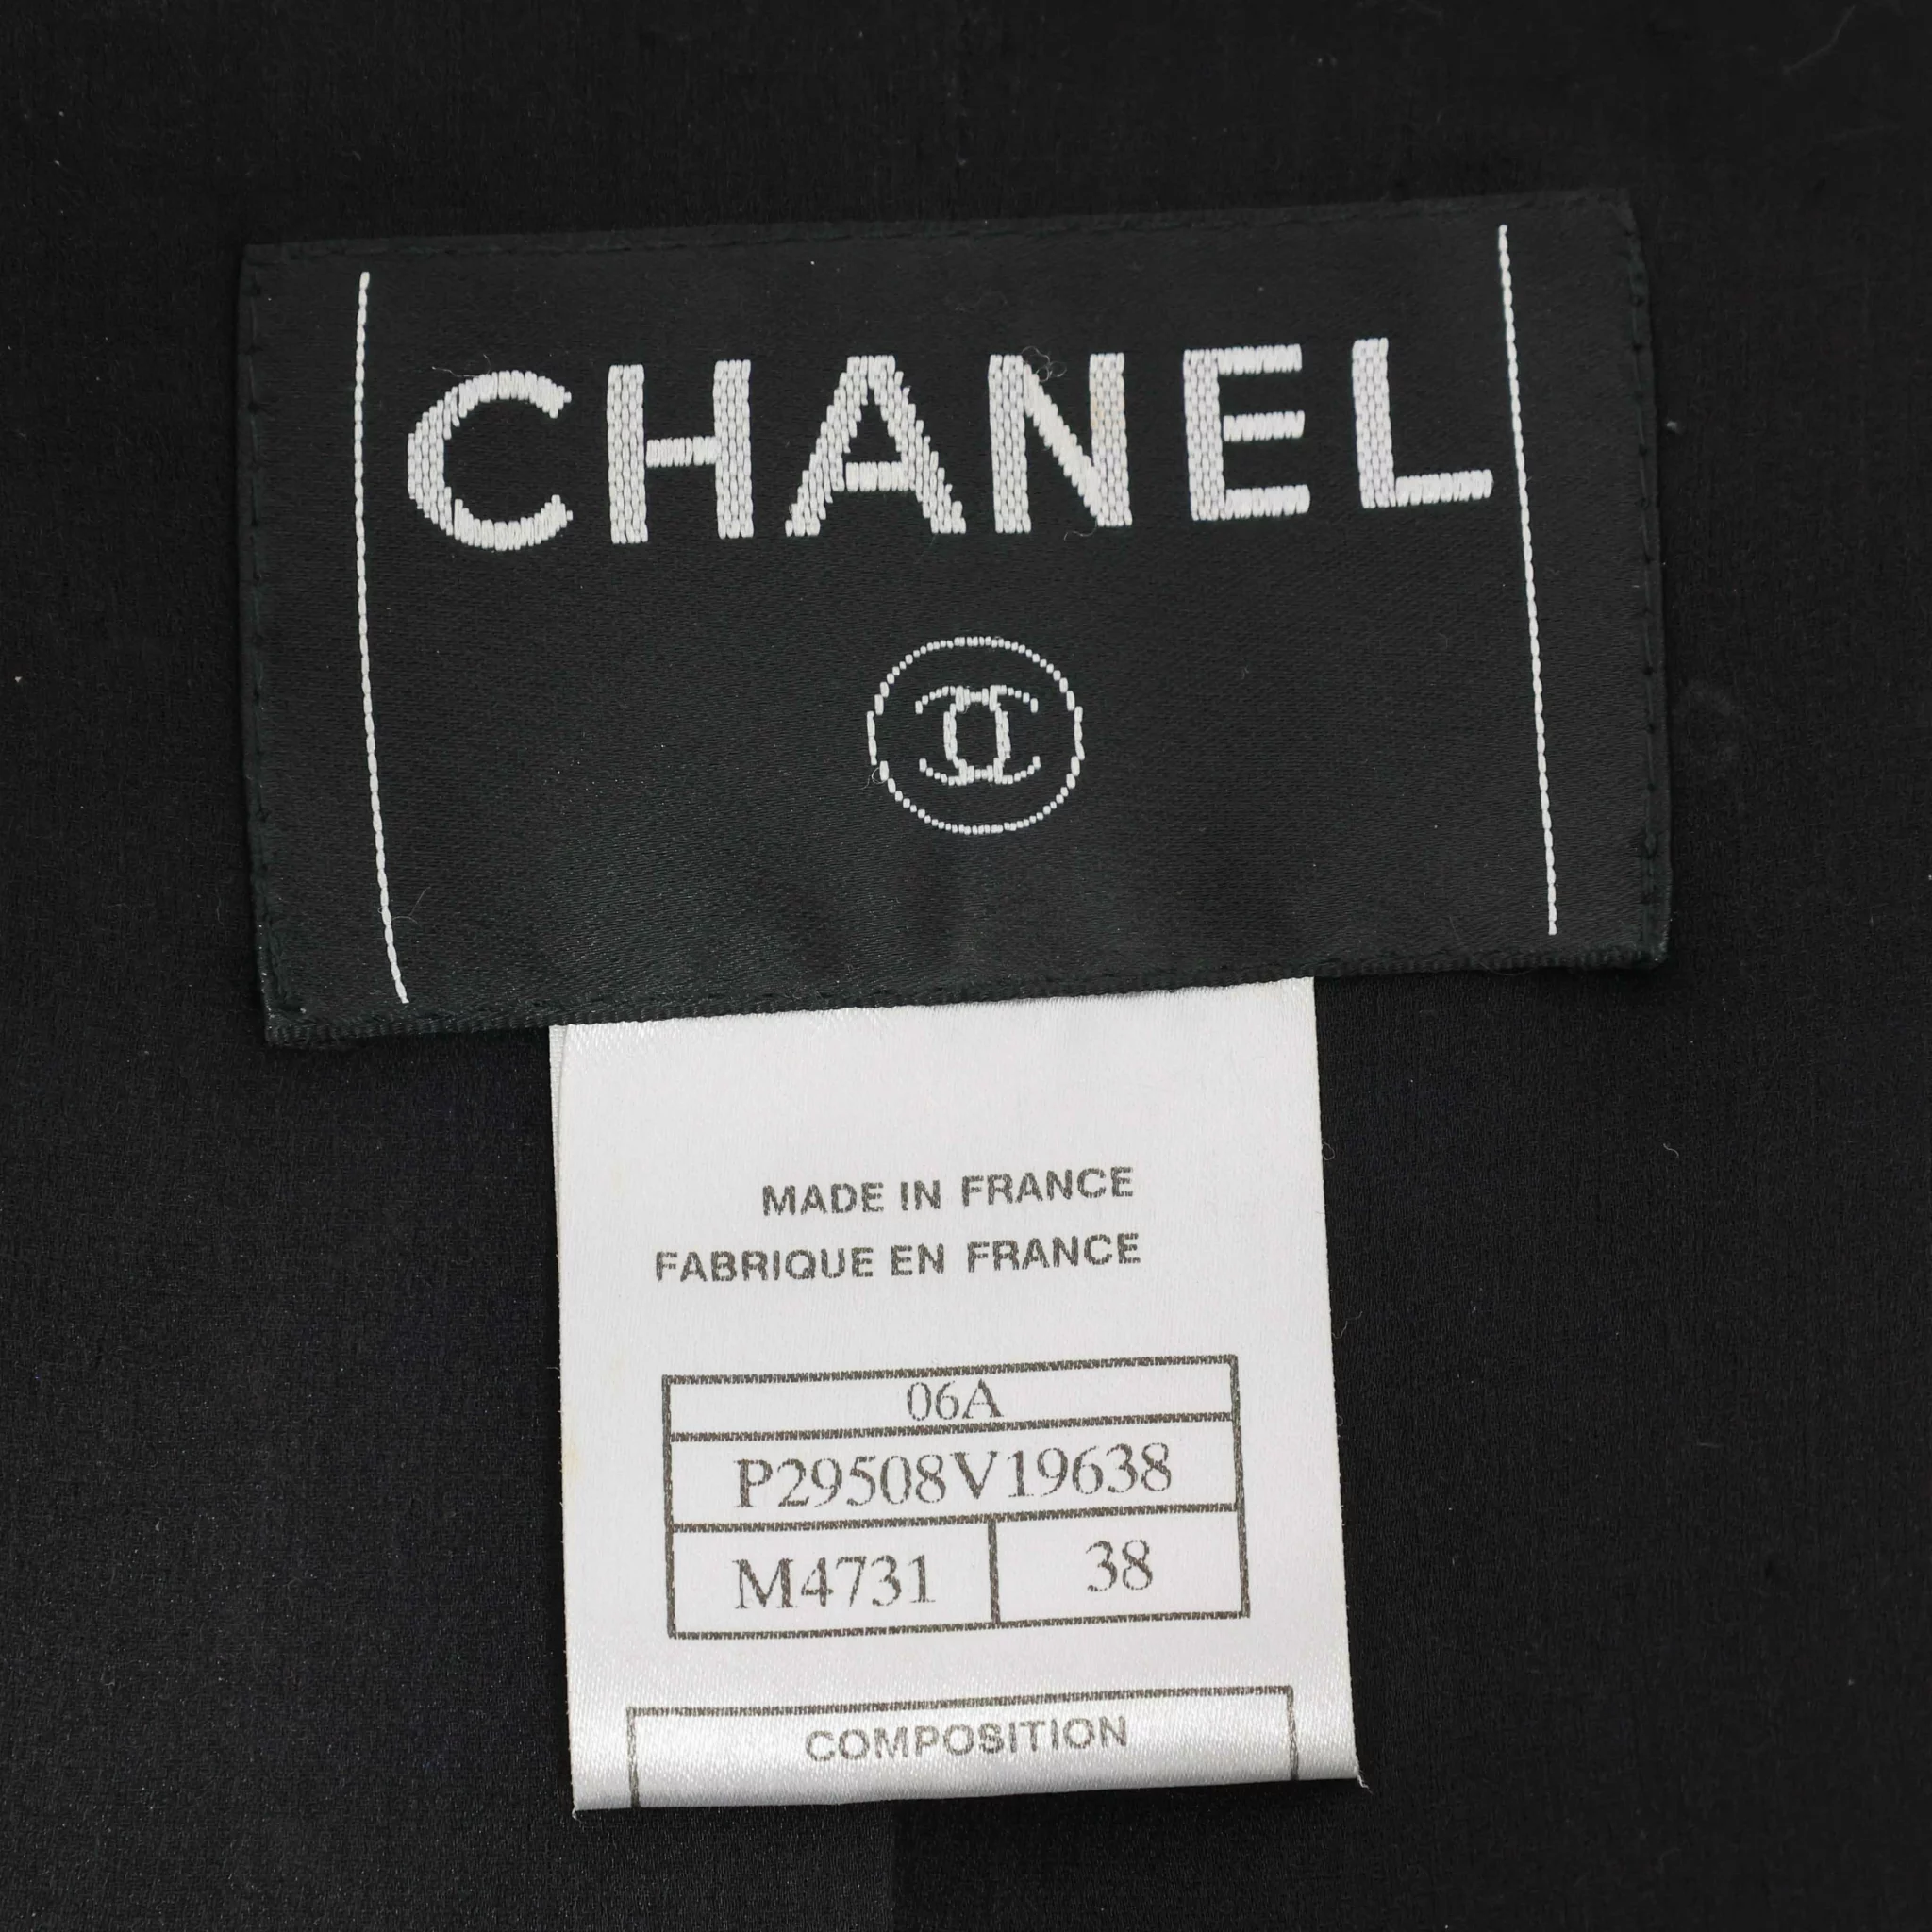 CHANEL
MADE IN FRANCE
FABRIQUE EN FRANCE
06A
P29508V19638
M4731 38
COMPOSITION